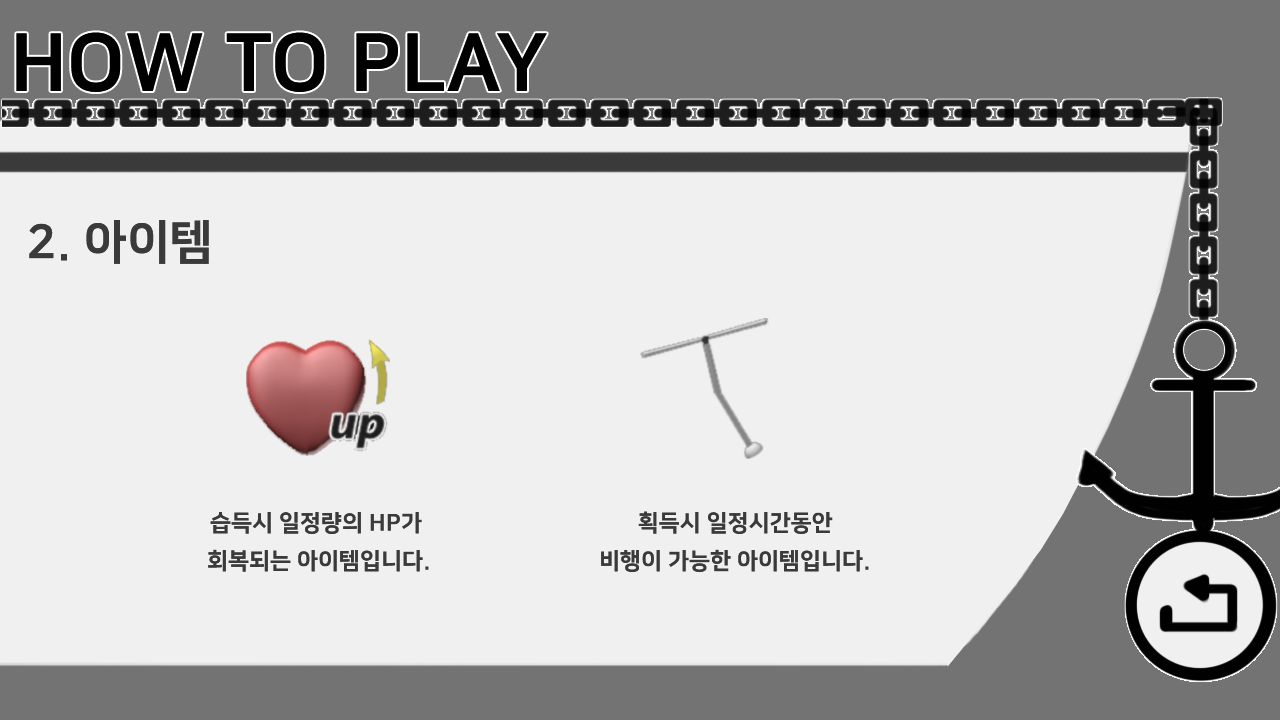 HOW TO PLAY
2. 아이템
up
습득시 일정량의 HP가
회복되는 아이템입니다.
획득시 일정시간동안
비행이 가능한 아이템입니다.